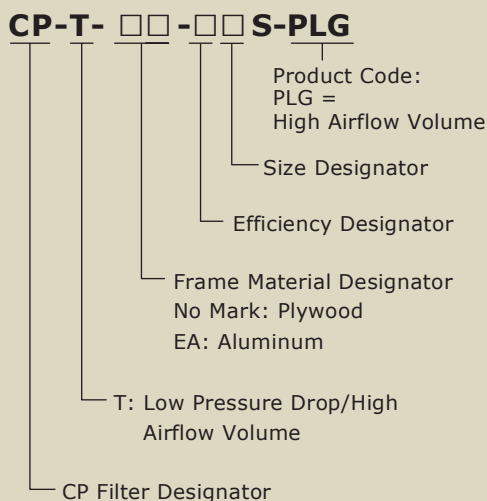 CP-T- □□ -□□S-PLG
Product Code:
PLG =
High Airflow Volume
Size Designator
Efficiency Designator
Frame Material Designator
No Mark: Plywood
EA: Aluminum
T: Low Pressure Drop/High
Airflow Volume
CP Filter Designator